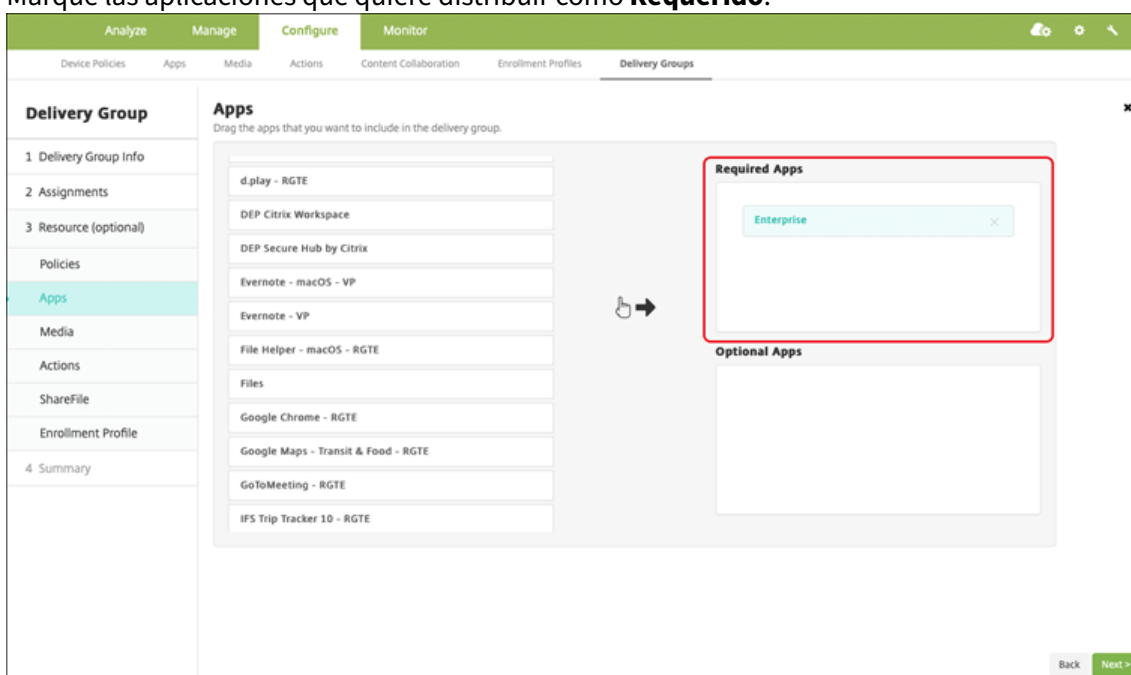 Marque las aplicaciones que quiere distribuir como Requerido.
Analyze Manage Configure Monitor
Device Policies Apps Media Actions Content Collaboration Enrollment Profiles Delivery Groups
Delivery Group
1 Delivery Group Info
2 Assignments
3 Resource (optional)
Policies
Apps
Media
Actions
ShareFile
Enrollment Profile
4 Summary
Apps
Drag the apps that you want to include in the delivery group.
d.play - RGTE
DEP Citrix Workspace
DEP Secure Hub by Citrix
Evernote - macOS - VP
Evernote - VP
File Helper - macOS - RGTE
Files
Google Chrome - RGTE
Google Maps - Transit & Food - RGTE
GoToMeeting - RGTE
IFS Trip Tracker 10 - RGTE
Required Apps
Enterprise
Optional Apps
Back Next >